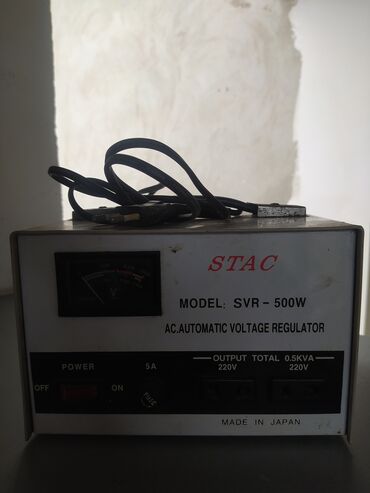 STAC
MODEL: SVR - 500W
AC.AUTOMATIC VOLTAGE REGULATOR
OUTPUT TOTAL 0.5KVA
POWER 5A 220V 220V
OFF ON FUSE
MADE IN JAPAN